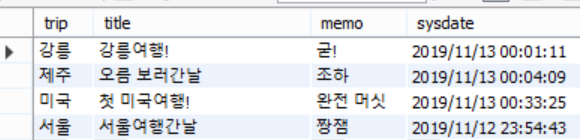 trip title memo sysdate
강릉 강릉여행! 굳! 2019/11/13 00:01:11
제주 오름 보러간날 조하 2019/11/13 00:04:09
미국 첫 미국여행! 완전 머싯 2019/11/13 00:33:25
서울 서울여행간날 짱잼 2019/11/12 23:54:43